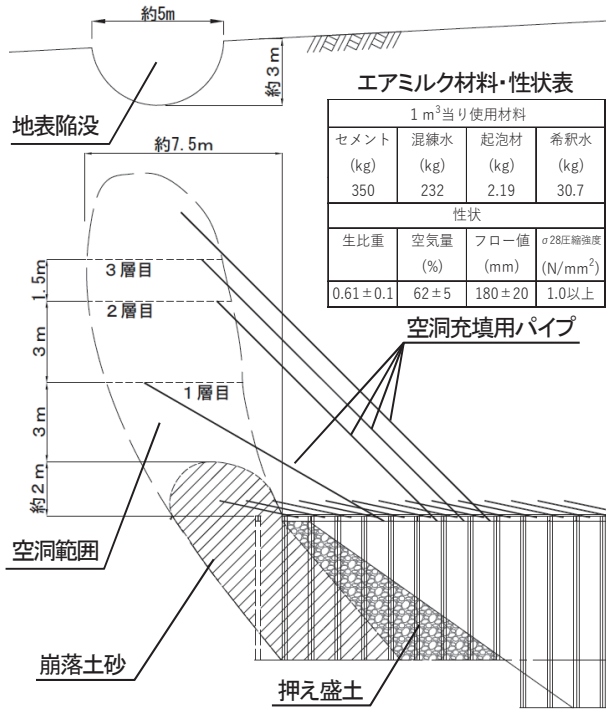 約5m
約3m
地表陥没
エアミルク材料・性状表
1 m³当り使用材料
セメント 混練水 起泡材 希釈水
(kg) (kg) (kg) (kg)
350 232 2.19 30.7
性状
生比重 空気量 フロー値 σ28圧縮強度
(%) (mm) (N/mm²)
0.61±0.1 62±5 180±20 1.0以上
約7.5m
3層目
1.5m
2層目
3m
1層目
3m
約2m
空洞充填用パイプ
空洞範囲
崩落土砂
押え盛土